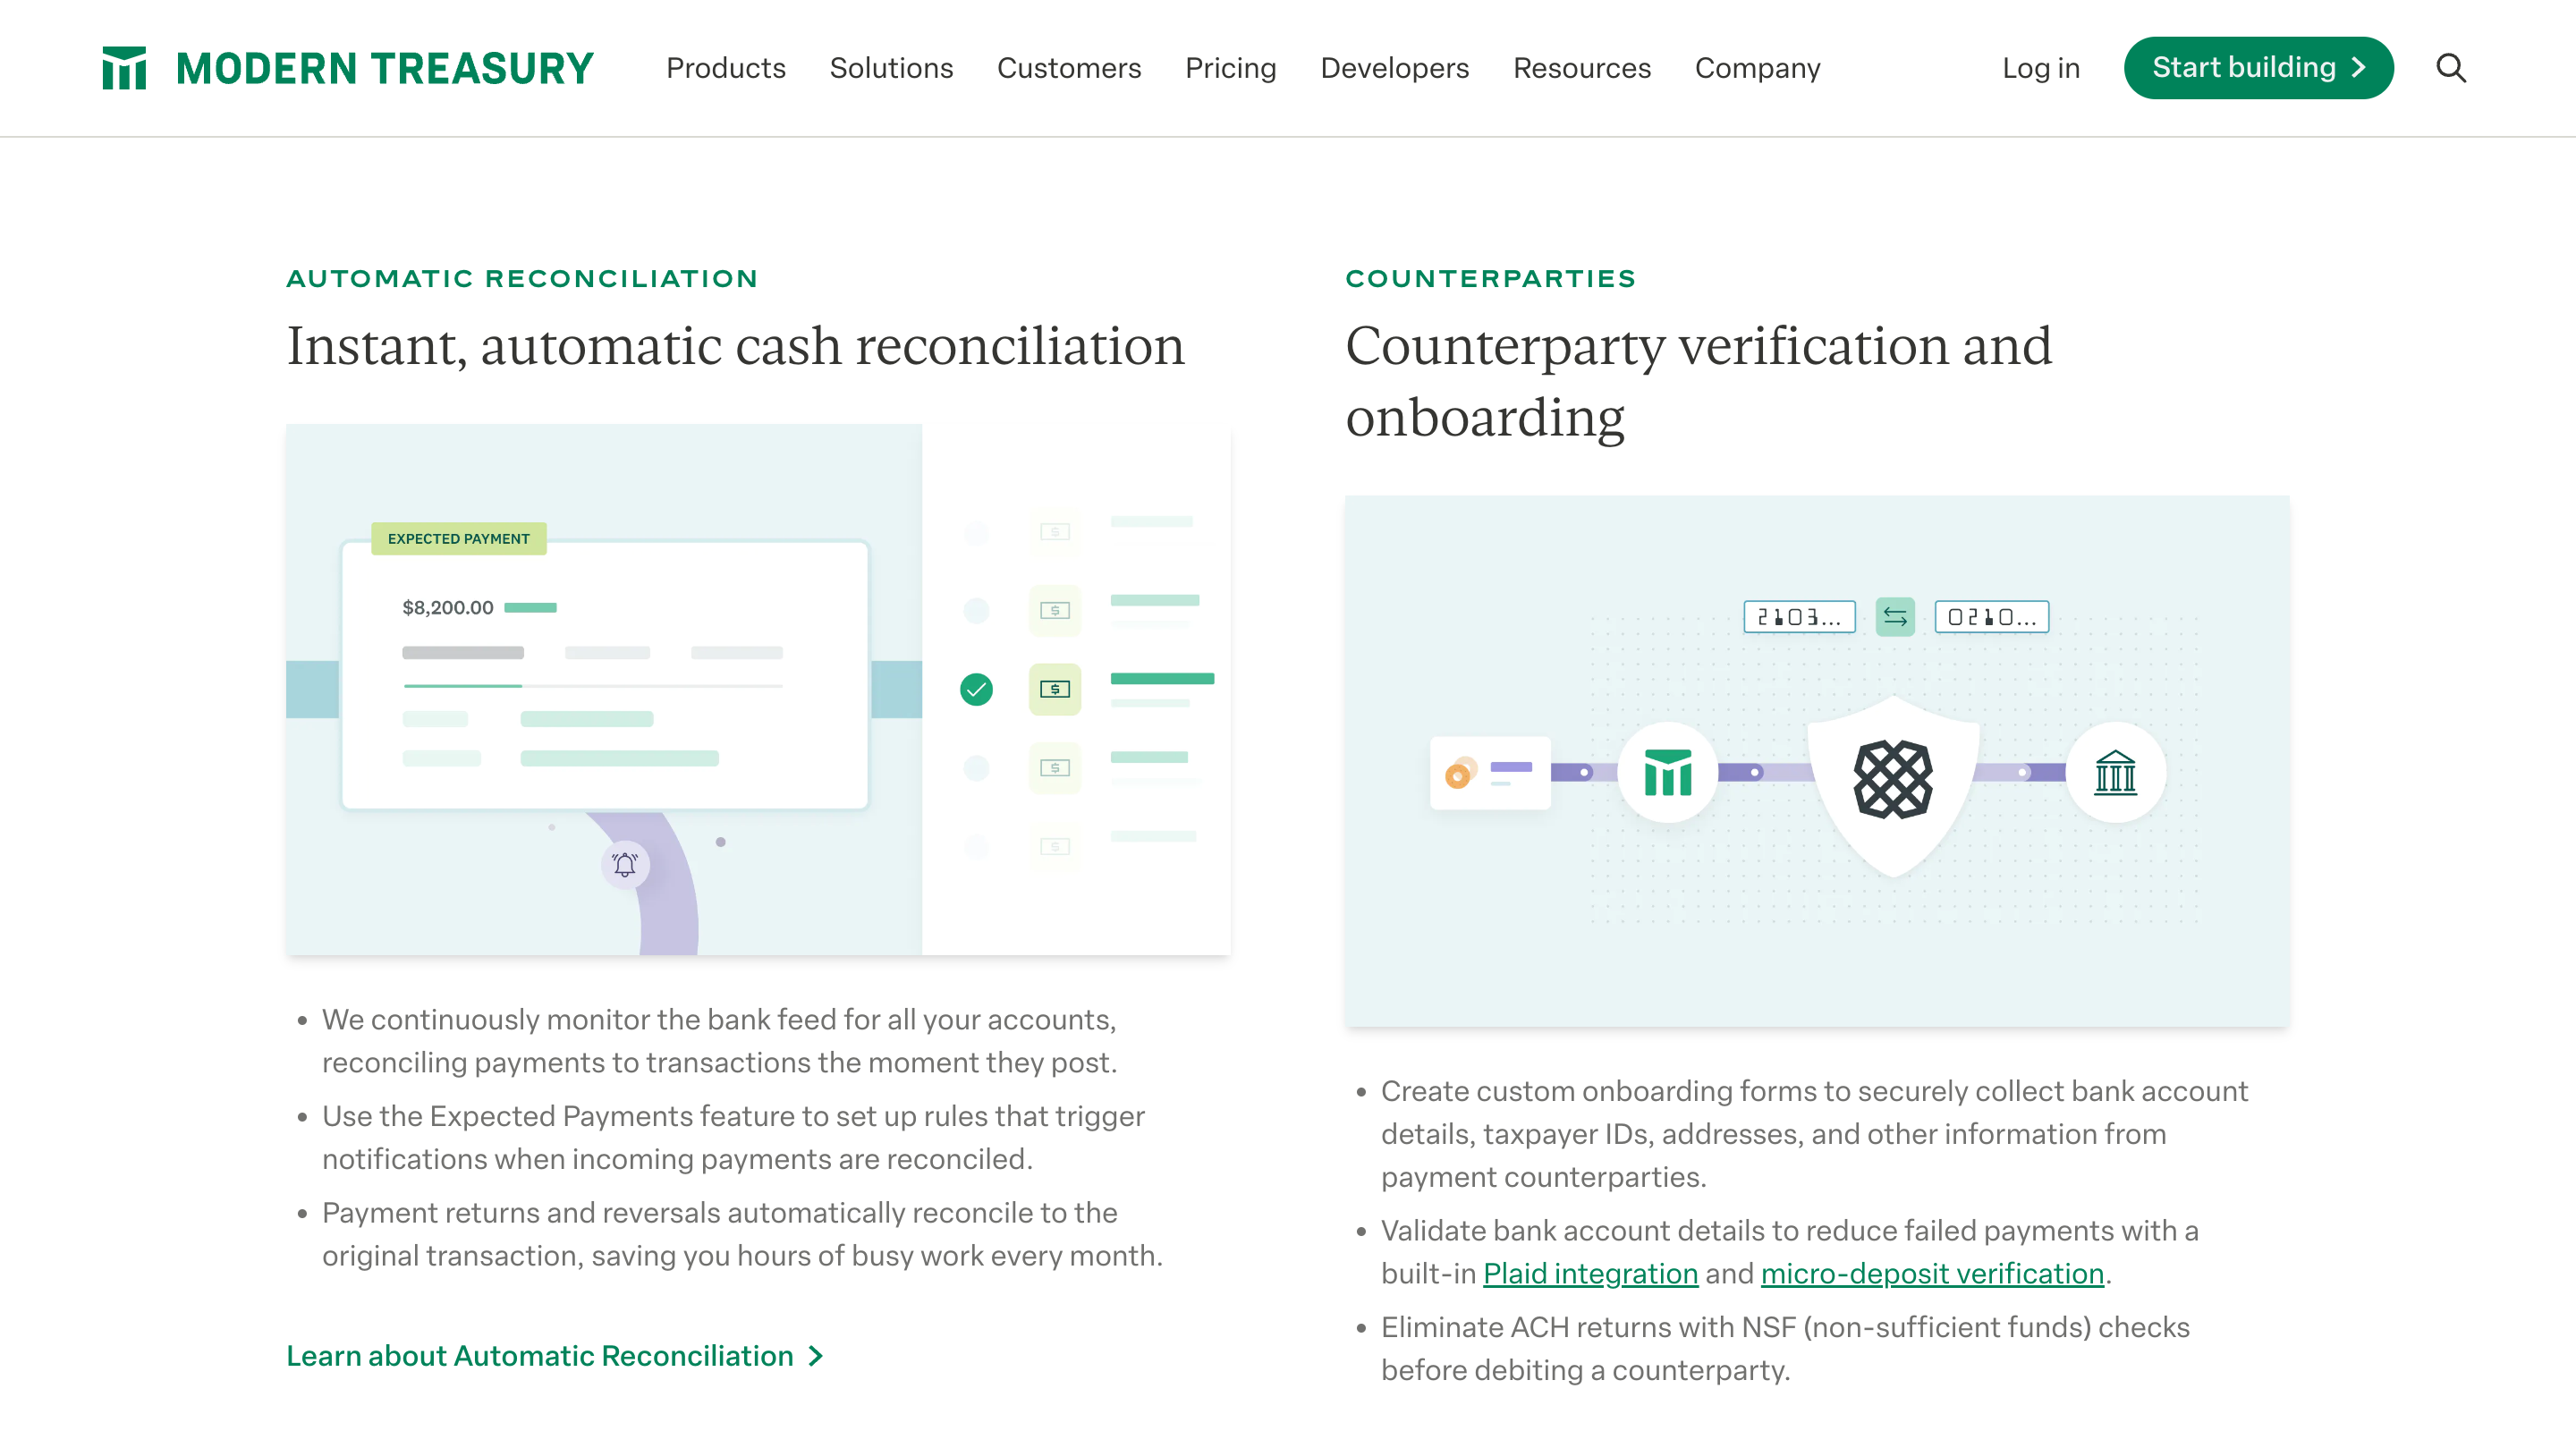 MODERN TREASURY
Products
Solutions
Customers
Pricing
Developers
Resources
Company
Log in
Start building
AUTOMATIC RECONCILIATION
Instant, automatic cash reconciliation
EXPECTED PAYMENT
$8,200.00
We continuously monitor the bank feed for all your accounts,
reconciling payments to transactions the moment they post.
Use the Expected Payments feature to set up rules that trigger
notifications when incoming payments are reconciled.
Payment returns and reversals automatically reconcile to the
original transaction, saving you hours of busy work every month.
Learn about Automatic Reconciliation
COUNTERPARTIES
Counterparty verification and
onboarding
2103...
0210...
Create custom onboarding forms to securely collect bank account
details, taxpayer IDs, addresses, and other information from
payment counterparties.
Validate bank account details to reduce failed payments with a
built-in Plaid integration and micro-deposit verification.
Eliminate ACH returns with NSF (non-sufficient funds) checks
before debiting a counterparty.